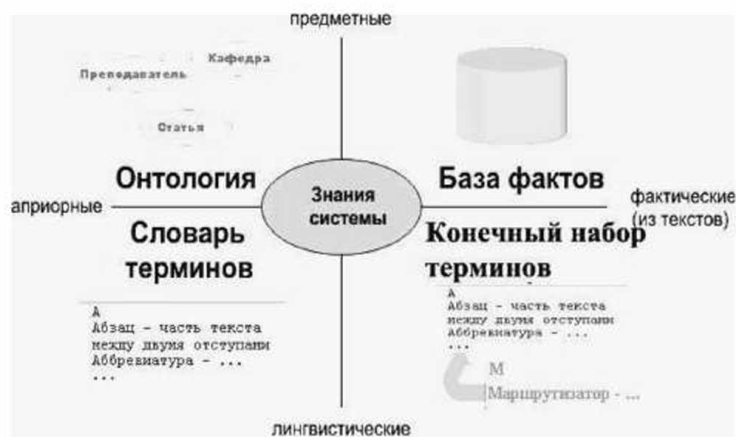 предметные
Кафедра
Преподаватель
Статья
Онтология
База фактов
Знания
системы
априорные
фактические
(из текстов)
Словарь
терминов
Конечный набор
терминов
А
Абзац - часть текста
между двумя отступами
Аббревиатура - ...
...
А
Абзац - часть текста
между двумя отступами
Аббревиатура - ...
...
М
Маршрутизатор - ...
лингвистические